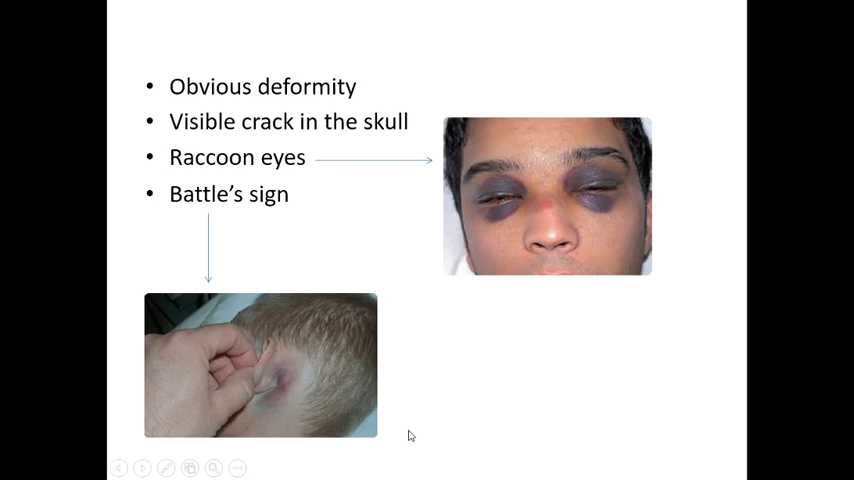 • Obvious deformity
• Visible crack in the skull
• Raccoon eyes
• Battle’s sign